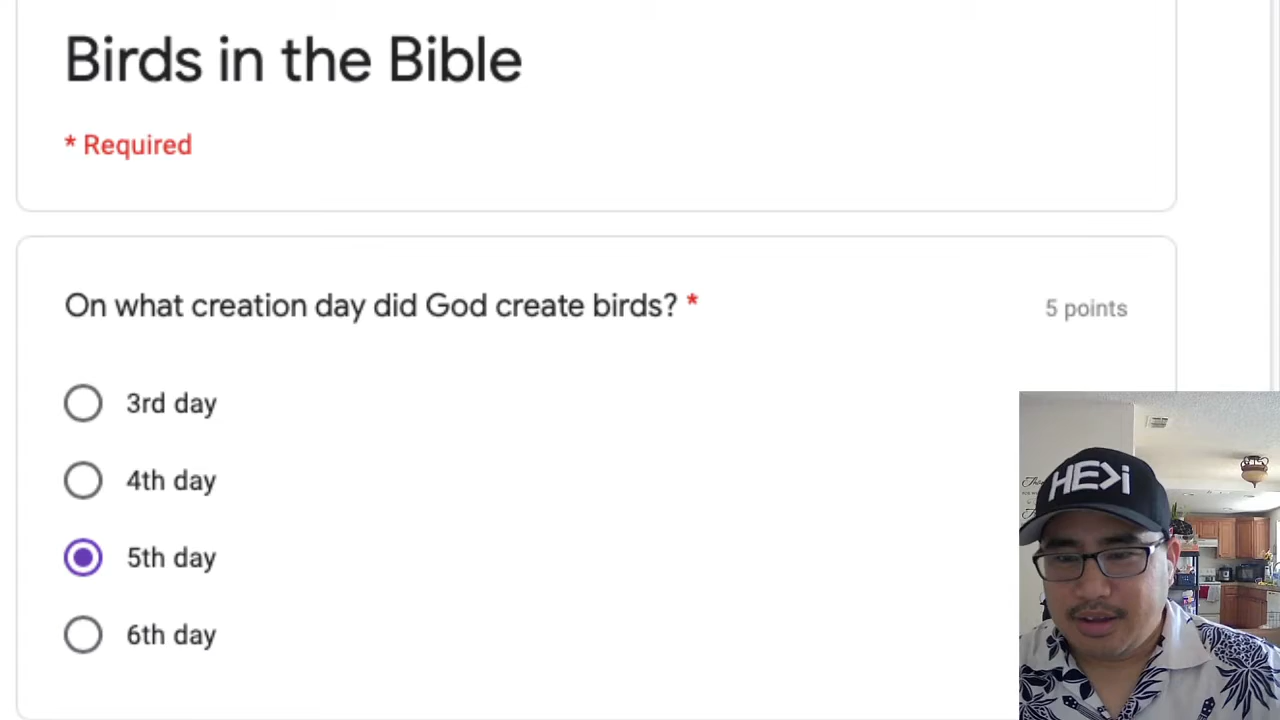 Birds in the Bible
* Required
On what creation day did God create birds? *
5 points
3rd day
4th day
5th day
6th day
HE>i